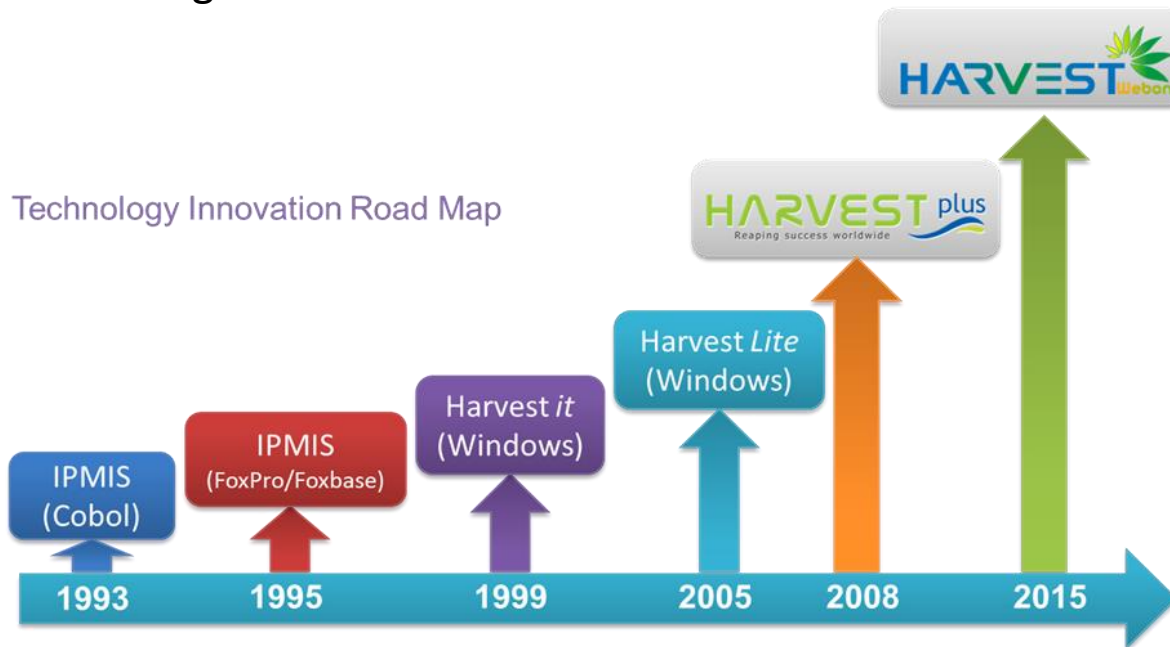 HARVEST
HARVEST plus
Reaping success worldwide
Technology Innovation Road Map
Harvest Lite
(Windows)
Harvest it
(Windows)
IPMIS
(FoxPro/Foxbase)
IPMIS
(Cobol)
1993 1995 1999 2005 2008 2015